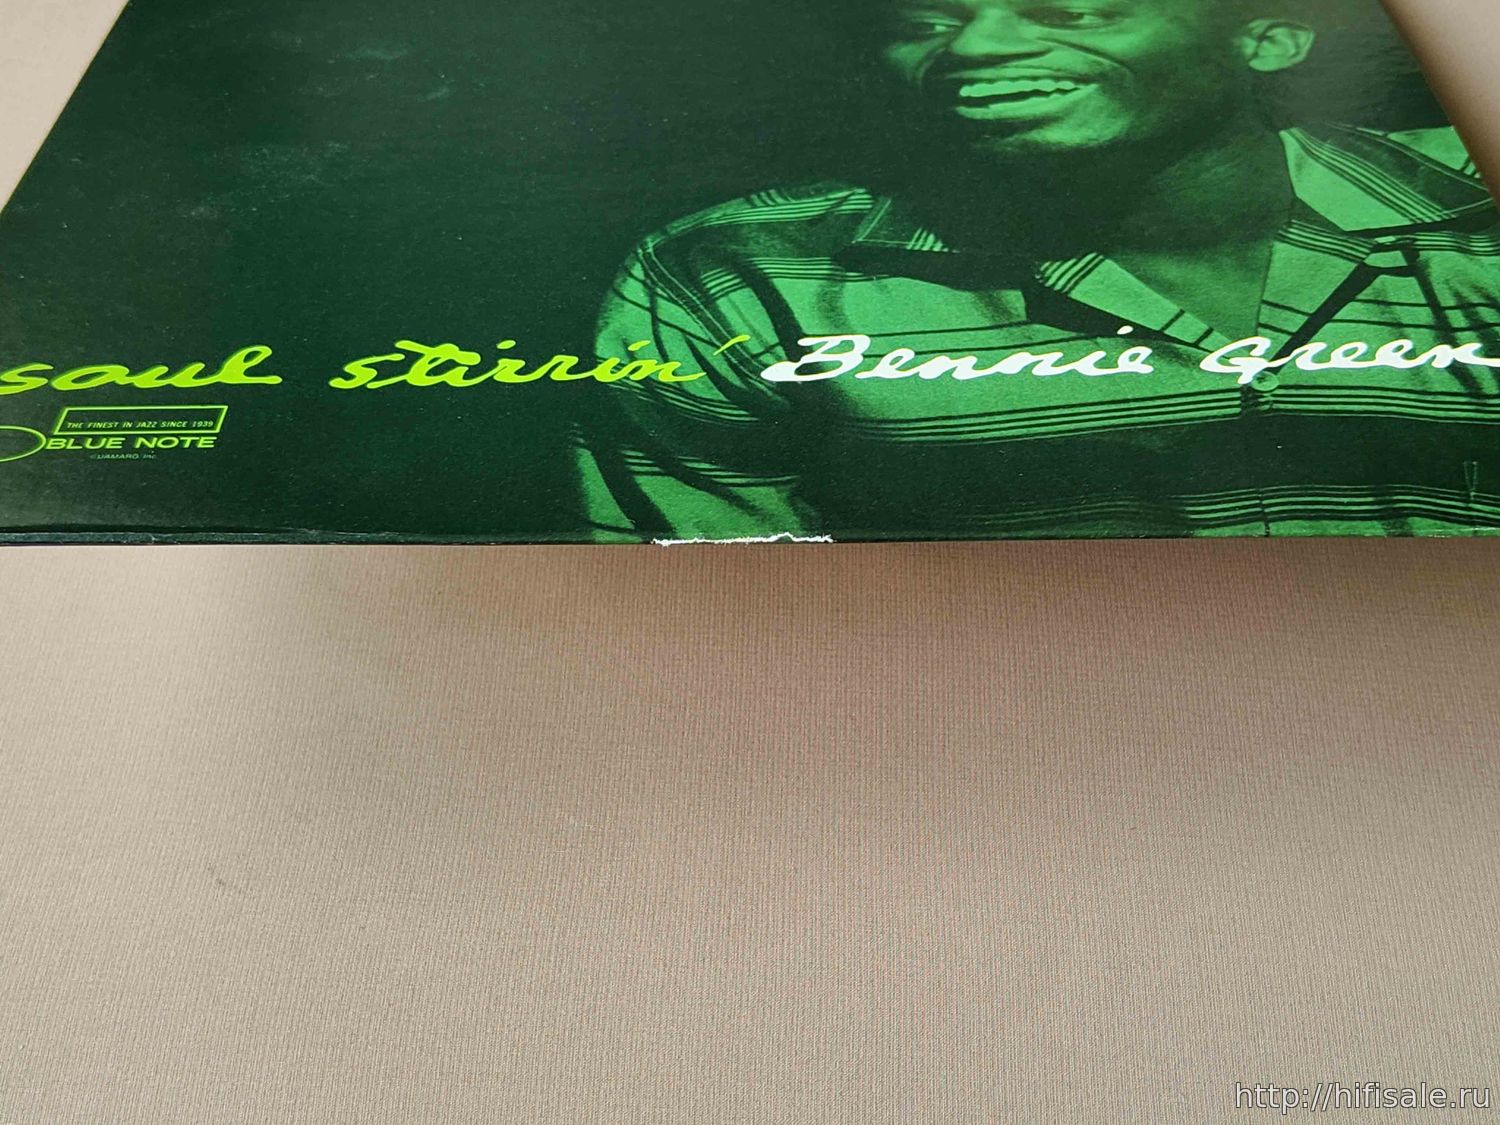 soul stirrin' Bennie Green
THE FINEST IN JAZZ SINCE 1939
BLUE NOTE
http://hifisale.ru